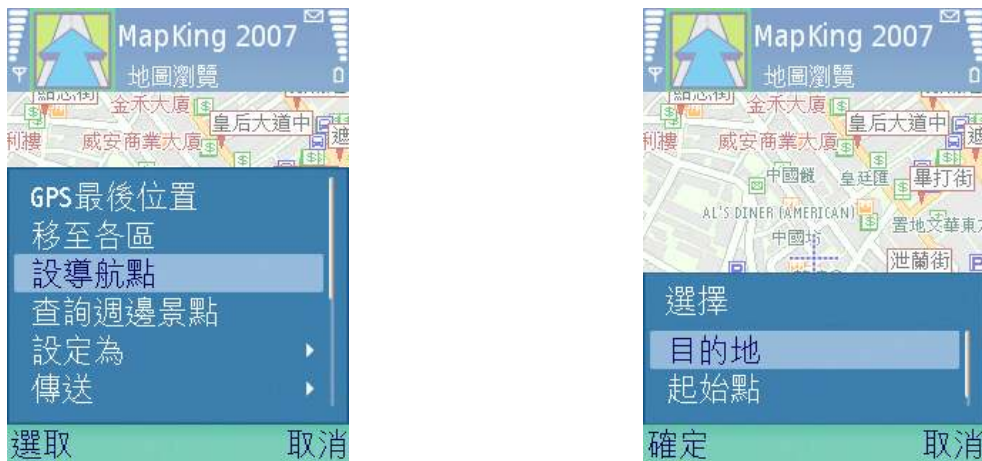 MapKing 2007
地圖瀏覽
金禾大廈
皇后大道中
利樓
威安商業大廈
GPS最後位置
移至各區
設導航點
查詢週邊景點
設定為
傳送
選取
取消
MapKing 2007
地圖瀏覽
金禾大廈
皇后大道中
利樓
威安商業大廈
皇廷匯
畢打街
AL'S DINER (AMERICAN)
置地文華東
中國坊
泄蘭街
選擇
目的地
起始點
確定
取消